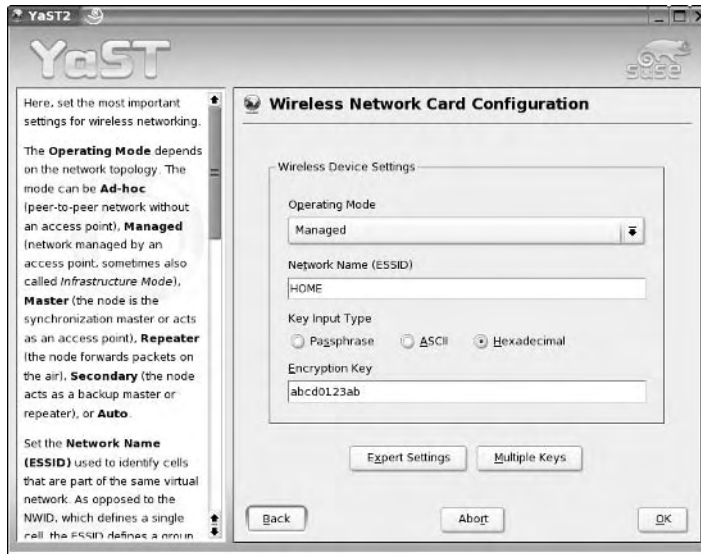 YaST2
YaST
suse
Here, set the most important
settings for wireless networking.
The Operating Mode depends
on the network topology. The
mode can be Ad-hoc
(peer-to-peer network without
an access point), Managed
(network managed by an
access point, sometimes also
called Infrastructure Mode),
Master (the node is the
synchronization master or acts
as an access point), Repeater
(the node forwards packets on
the air), Secondary (the node
acts as a backup master or
repeater), or Auto.
Set the Network Name
(ESSID) used to identify cells
that are part of the same virtual
network. As opposed to the
NWID, which defines a single
cell, the ESSID defines a group
Wireless Network Card Configuration
Wireless Device Settings
Operating Mode
Managed
Network Name (ESSID)
HOME
Key Input Type
Passphrase ASCII Hexadecimal
Encryption Key
abcd0123ab
Expert Settings Multiple Keys
Back Abort OK